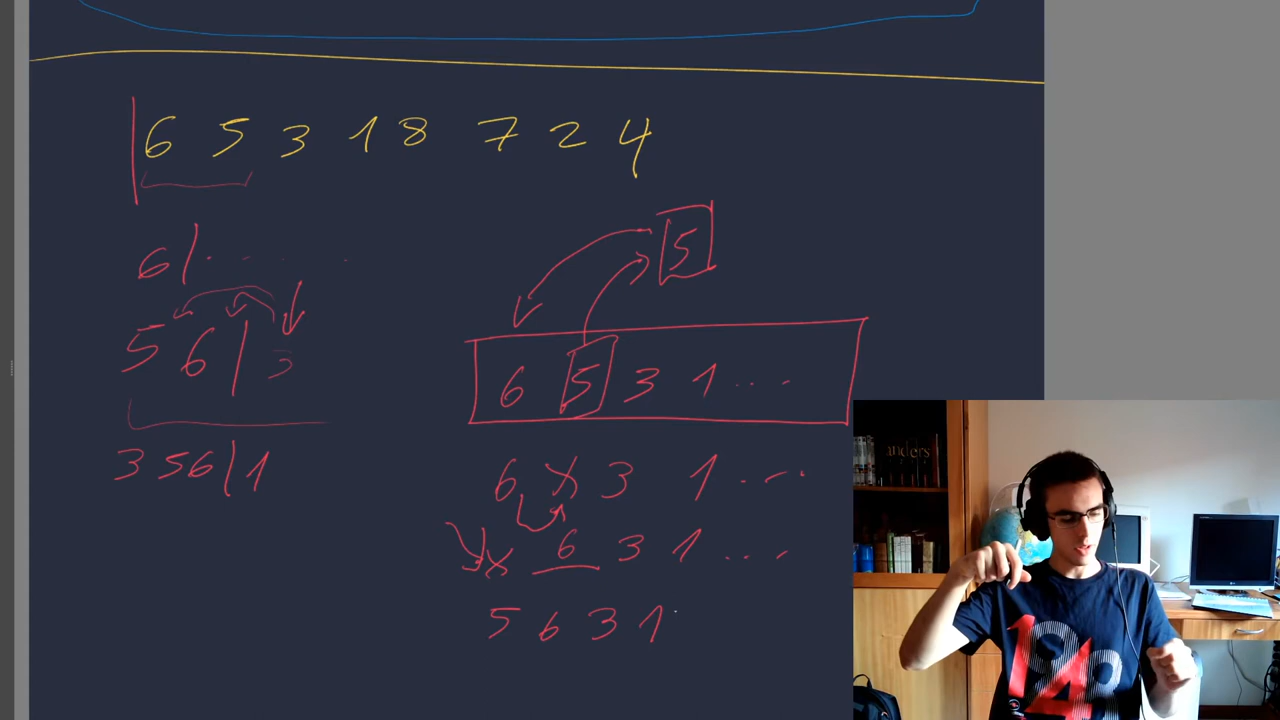 6 5 3 1 8 7 2 4
6 | . . . . .
5 6 | 3
3 5 6 | 1
5
6 5 3 1 ...
6 X 3 1 ...
X 6 3 1 ...
5 6 3 1
anders